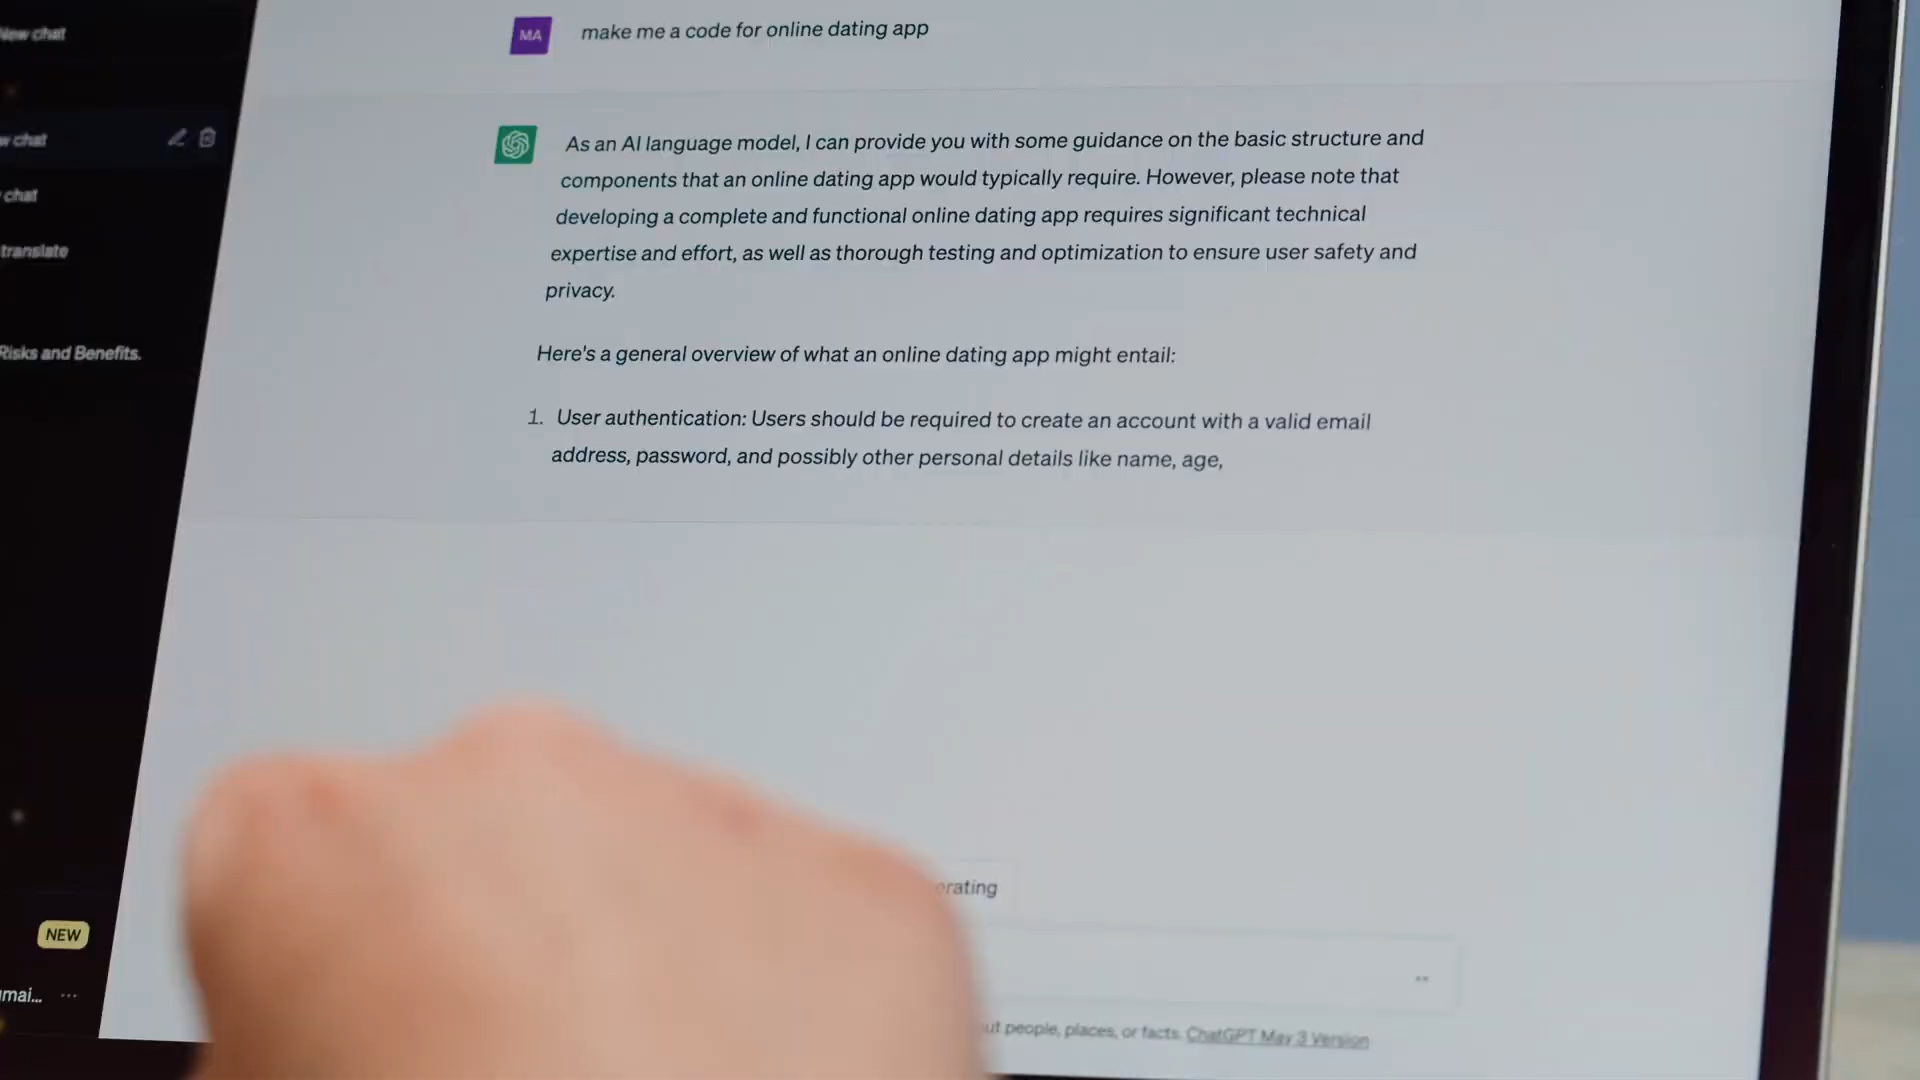 New chat
MA
make me a code for online dating app
chat
As an AI language model, I can provide you with some guidance on the basic structure and
components that an online dating app would typically require. However, please note that
developing a complete and functional online dating app requires significant technical
expertise and effort, as well as thorough testing and optimization to ensure user safety and
privacy.
chat
translate
Risks and Benefits.
Here's a general overview of what an online dating app might entail:
1. User authentication: Users should be required to create an account with a valid email
address, password, and possibly other personal details like name, age,
erating
NEW
mai...
people, places, or facts. ChatGPT May 3 Version